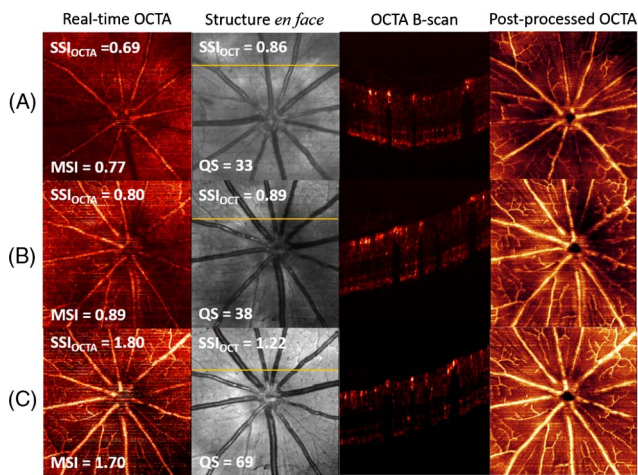 Real-time OCTA Structure en face OCTA B-scan Post-processed OCTA
(A)
SSIOCTA =0.69 SSIOCT = 0.86
MSI = 0.77 QS = 33
(B)
SSIOCTA = 0.80 SSIOCT = 0.89
MSI = 0.89 QS = 38
(C)
SSIOCTA = 1.80 SSIOCT = 1.22
MSI = 1.70 QS = 69